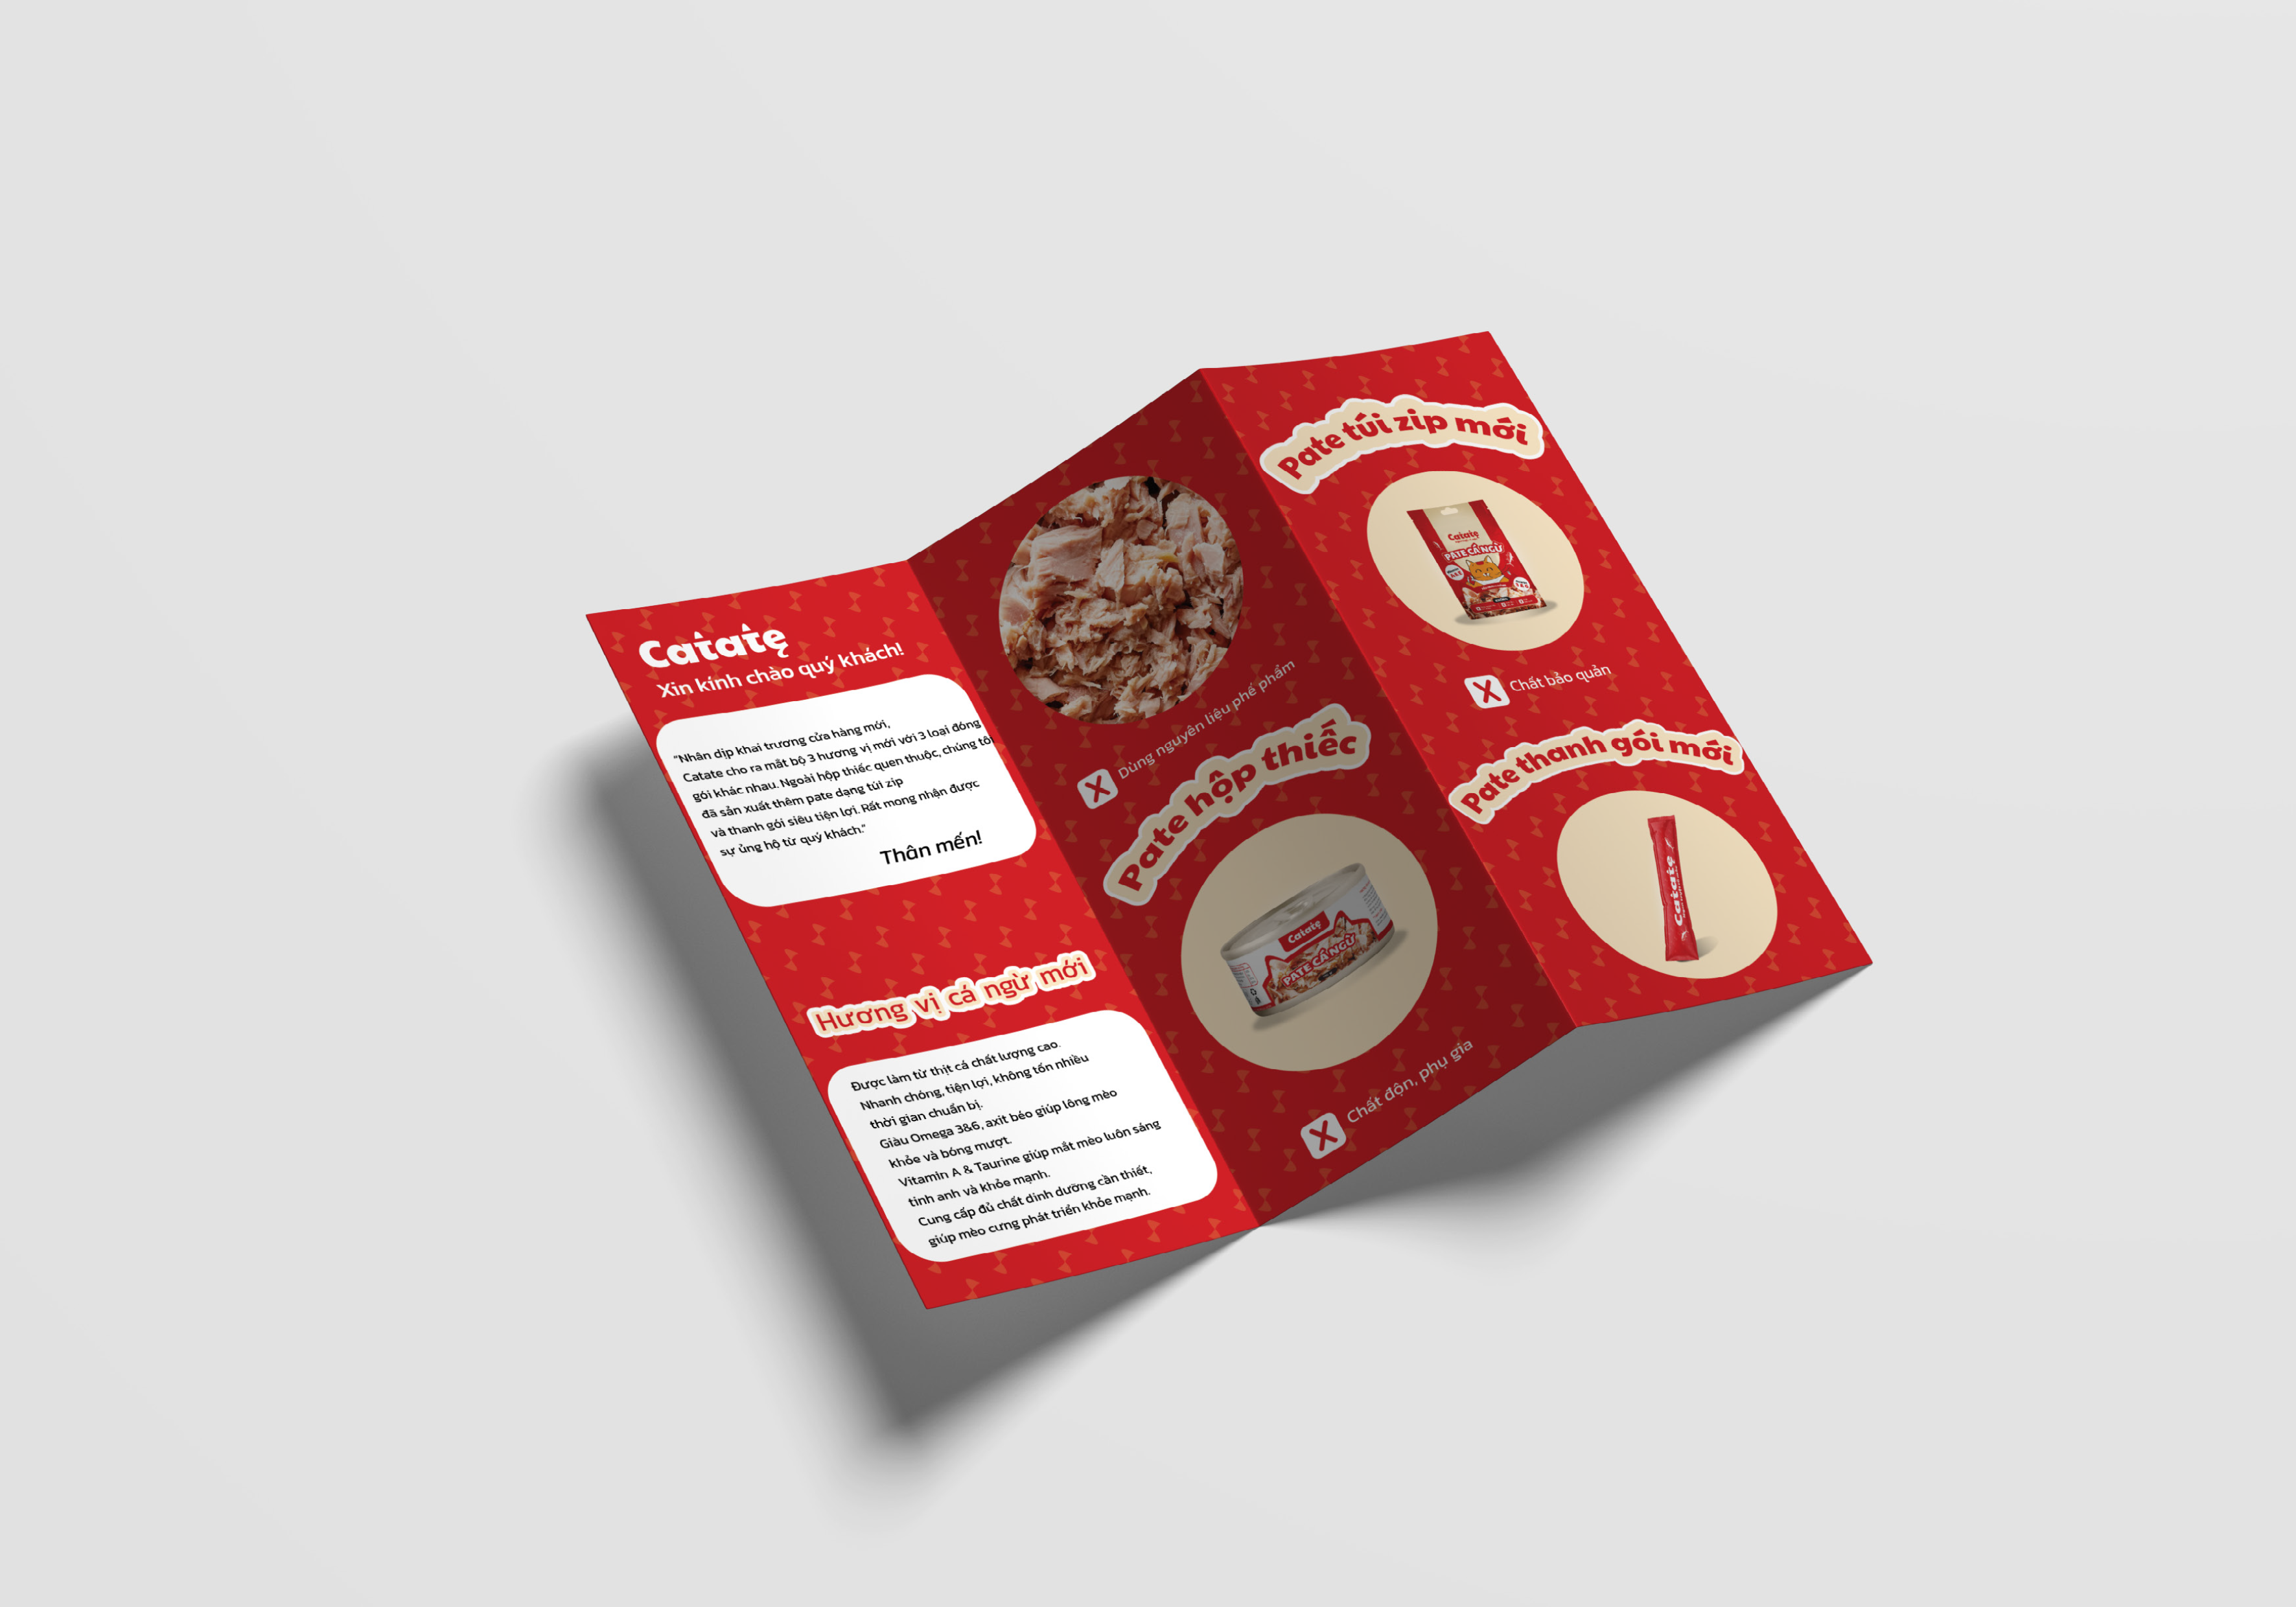 Catate
Xin kính chào quý khách!
"Nhân dịp khai trương cửa hàng mới,
Catate cho ra mắt bộ 3 hương vị mới với 3 loại đóng
gói khác nhau. Ngoài hộp thiếc quen thuộc, chúng tôi
đã sản xuất thêm pate dạng túi zip
và thanh gói siêu tiện lợi. Rất mong nhận được
sự ủng hộ từ quý khách."
Thân mến!
Hương vị cá ngừ mới
Được làm từ thịt cá chất lượng cao.
Nhanh chóng, tiện lợi, không tốn nhiều
thời gian chuẩn bị.
Giàu Omega 3&6, axit béo giúp lông mèo
khỏe và bóng mượt.
Vitamin A & Taurine giúp mắt mèo luôn sáng
tinh anh và khỏe mạnh.
Cung cấp đủ chất dinh dưỡng cần thiết,
giúp mèo cưng phát triển khỏe mạnh.
X Dùng nguyên liệu phế phẩm
Pate hộp thiếc
Catate
PATE CÁ NGỪ
X Chất độn, phụ gia
Pate túi zip mới
Catate
PATE CÁ NGỪ
X Chất bảo quản
Pate thanh gói mới
Catate